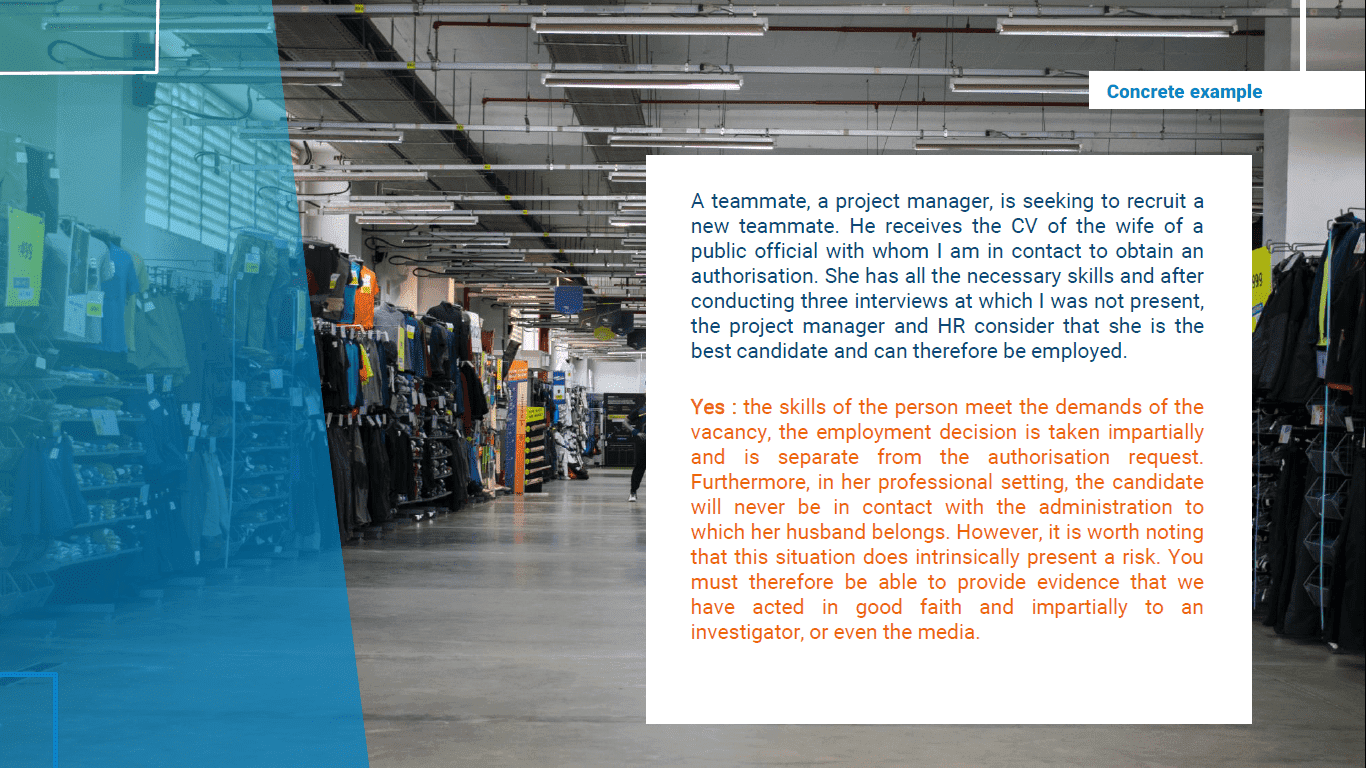 Concrete example
A teammate, a project manager, is seeking to recruit a
new teammate. He receives the CV of the wife of a
public official with whom I am in contact to obtain an
authorisation. She has all the necessary skills and after
conducting three interviews at which I was not present,
the project manager and HR consider that she is the
best candidate and can therefore be employed.
Yes : the skills of the person meet the demands of the
vacancy, the employment decision is taken impartially
and is separate from the authorisation request.
Furthermore, in her professional setting, the candidate
will never be in contact with the administration to
which her husband belongs. However, it is worth noting
that this situation does intrinsically present a risk. You
must therefore be able to provide evidence that we
have acted in good faith and impartially to an
investigator, or even the media.